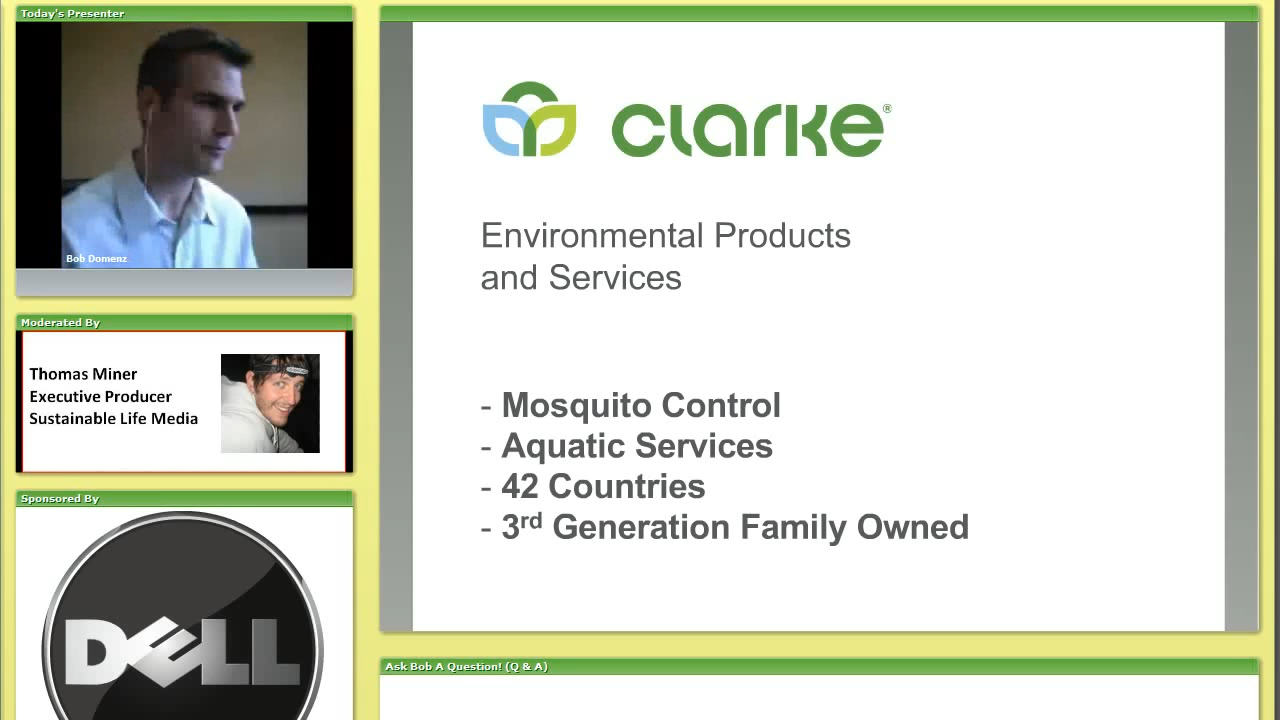 Today's Presenter
Bob Domenz
Moderated By
Thomas Miner
Executive Producer
Sustainable Life Media
Sponsored By
DELL
clarke®
Environmental Products
and Services
- Mosquito Control
- Aquatic Services
- 42 Countries
- 3rd Generation Family Owned
Ask Bob A Question! (Q & A)